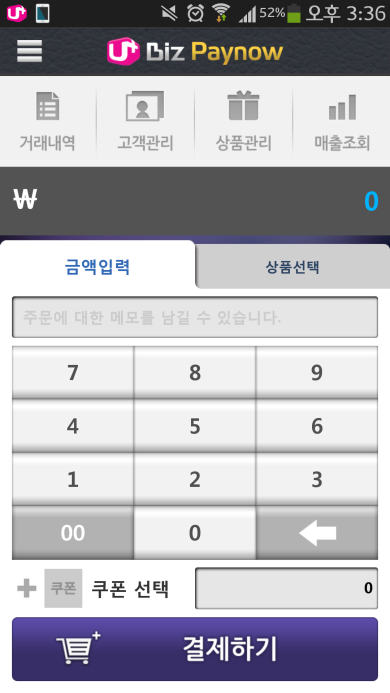 U+ 52% 오후 3:36
U+ Biz Paynow
거래내역 고객관리 상품관리 매출조회
₩ 0
금액입력 상품선택
주문에 대한 메모를 남길 수 있습니다.
7 8 9
4 5 6
1 2 3
00 0
쿠폰 쿠폰 선택 0
결제하기